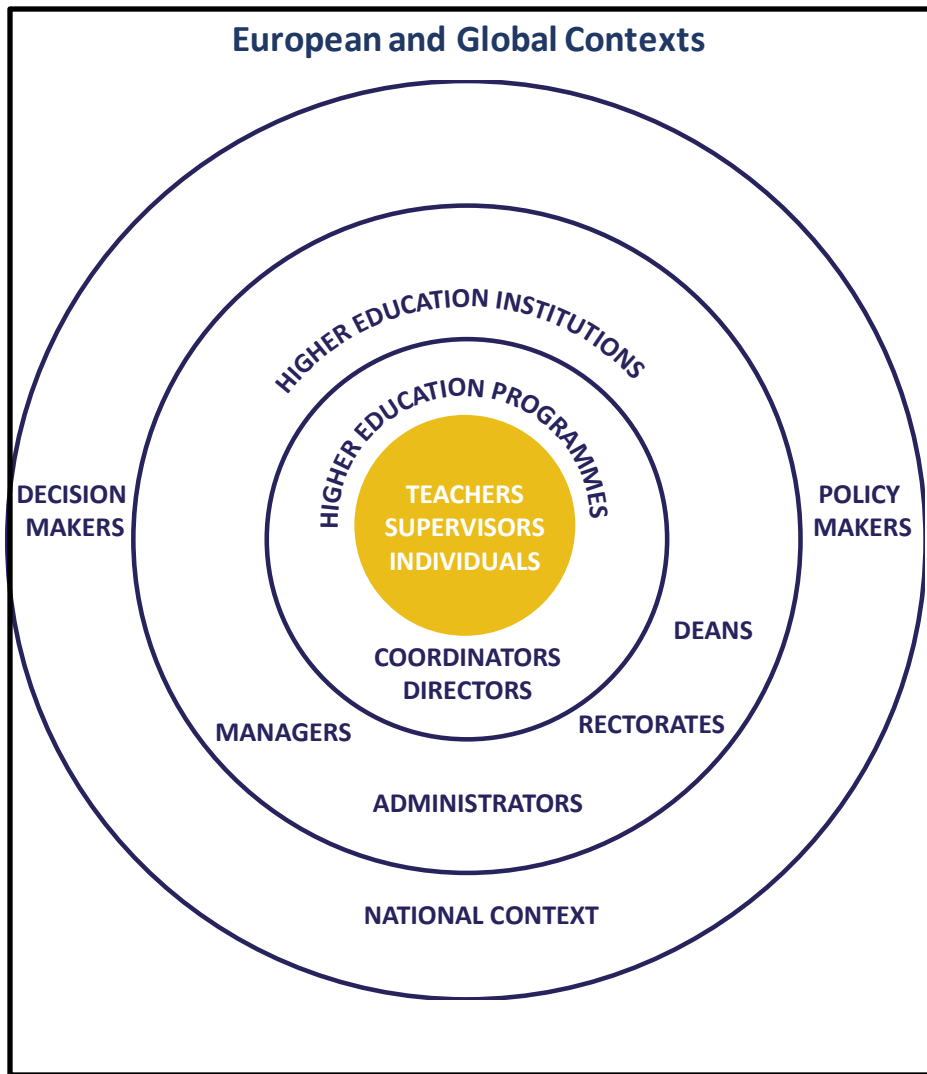 European and Global Contexts
HIGHER EDUCATION INSTITUTIONS
HIGHER EDUCATION PROGRAMMES
DECISION
MAKERS
TEACHERS
SUPERVISORS
INDIVIDUALS
POLICY
MAKERS
DEANS
COORDINATORS
DIRECTORS
MANAGERS
RECTORATES
ADMINISTRATORS
NATIONAL CONTEXT